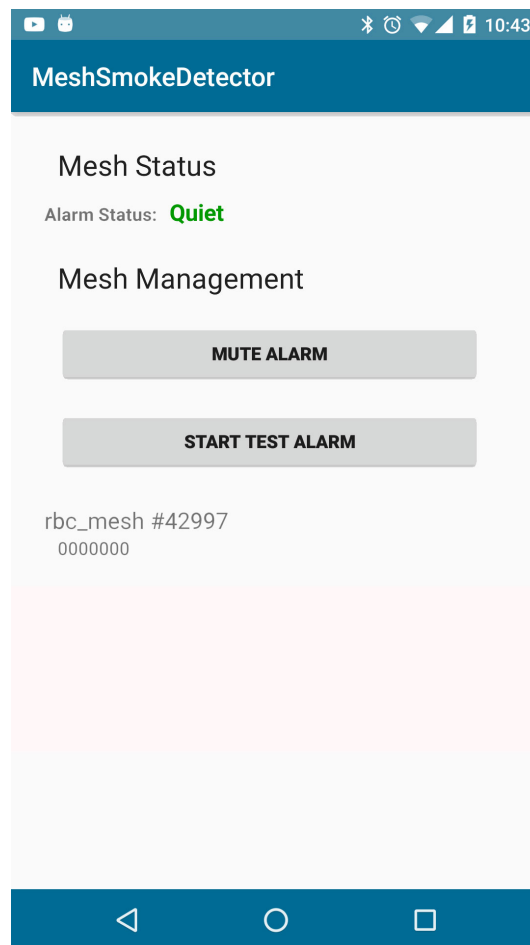 10:43
MeshSmokeDetector
Mesh Status
Alarm Status: Quiet
Mesh Management
MUTE ALARM
START TEST ALARM
rbc_mesh #42997
0000000